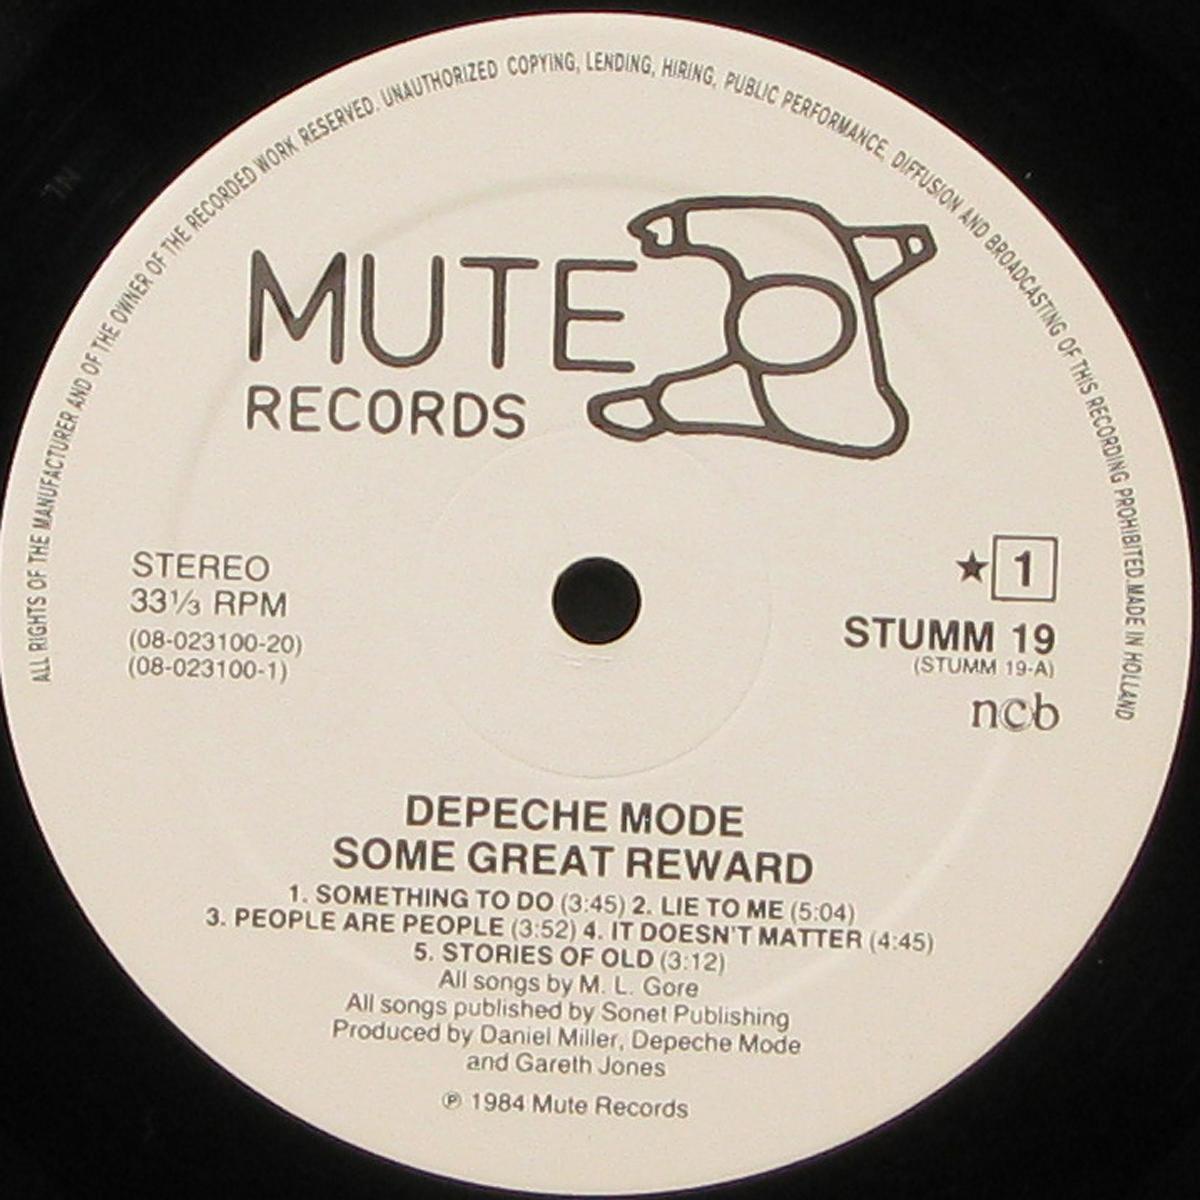 ALL RIGHTS OF THE MANUFACTURER AND OF THE OWNER OF THE RECORDED WORK RESERVED. UNAUTHORIZED COPYING, LENDING, HIRING, PUBLIC PERFORMANCE, DIFFUSION AND BROADCASTING OF THIS RECORDING PROHIBITED. MADE IN HOLLAND
MUTE
RECORDS
STEREO
33⅓ RPM
(08-023100-20)
(08-023100-1)
★ 1
STUMM 19
(STUMM 19-A)
ncb
DEPECHE MODE
SOME GREAT REWARD
1. SOMETHING TO DO (3:45) 2. LIE TO ME (5:04)
3. PEOPLE ARE PEOPLE (3:52) 4. IT DOESN'T MATTER (4:45)
5. STORIES OF OLD (3:12)
All songs by M. L. Gore
All songs published by Sonet Publishing
Produced by Daniel Miller, Depeche Mode
and Gareth Jones
℗ 1984 Mute Records